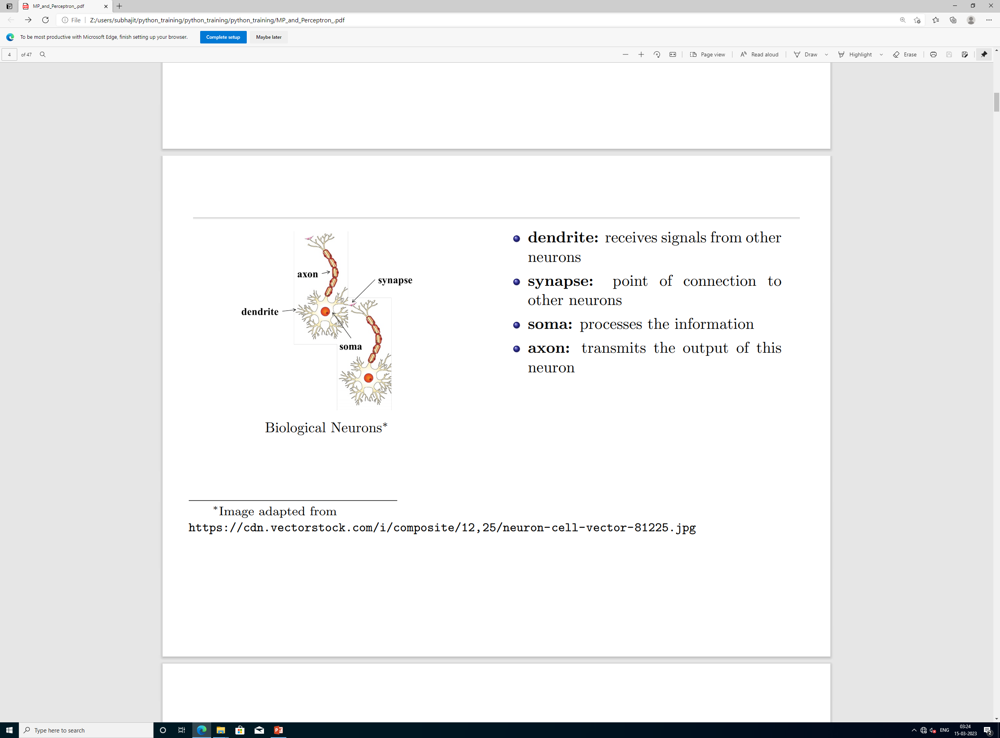 MP_and_Perceptron_.pdf
File
Z:/users/subhajit/python_training/python_training/python_training/MP_and_Perceptron_.pdf
To be most productive with Microsoft Edge, finish setting up your browser.
Complete setup
Maybe later
4
of 47
Page view
Read aloud
Draw
Highlight
Erase
axon
synapse
dendrite
soma
Biological Neurons*
dendrite: receives signals from other
neurons
synapse: point of connection to
other neurons
soma: processes the information
axon: transmits the output of this
neuron
*Image adapted from
https://cdn.vectorstock.com/i/composite/12,25/neuron-cell-vector-81225.jpg
Type here to search
ENG
03:24
15-03-2023
2